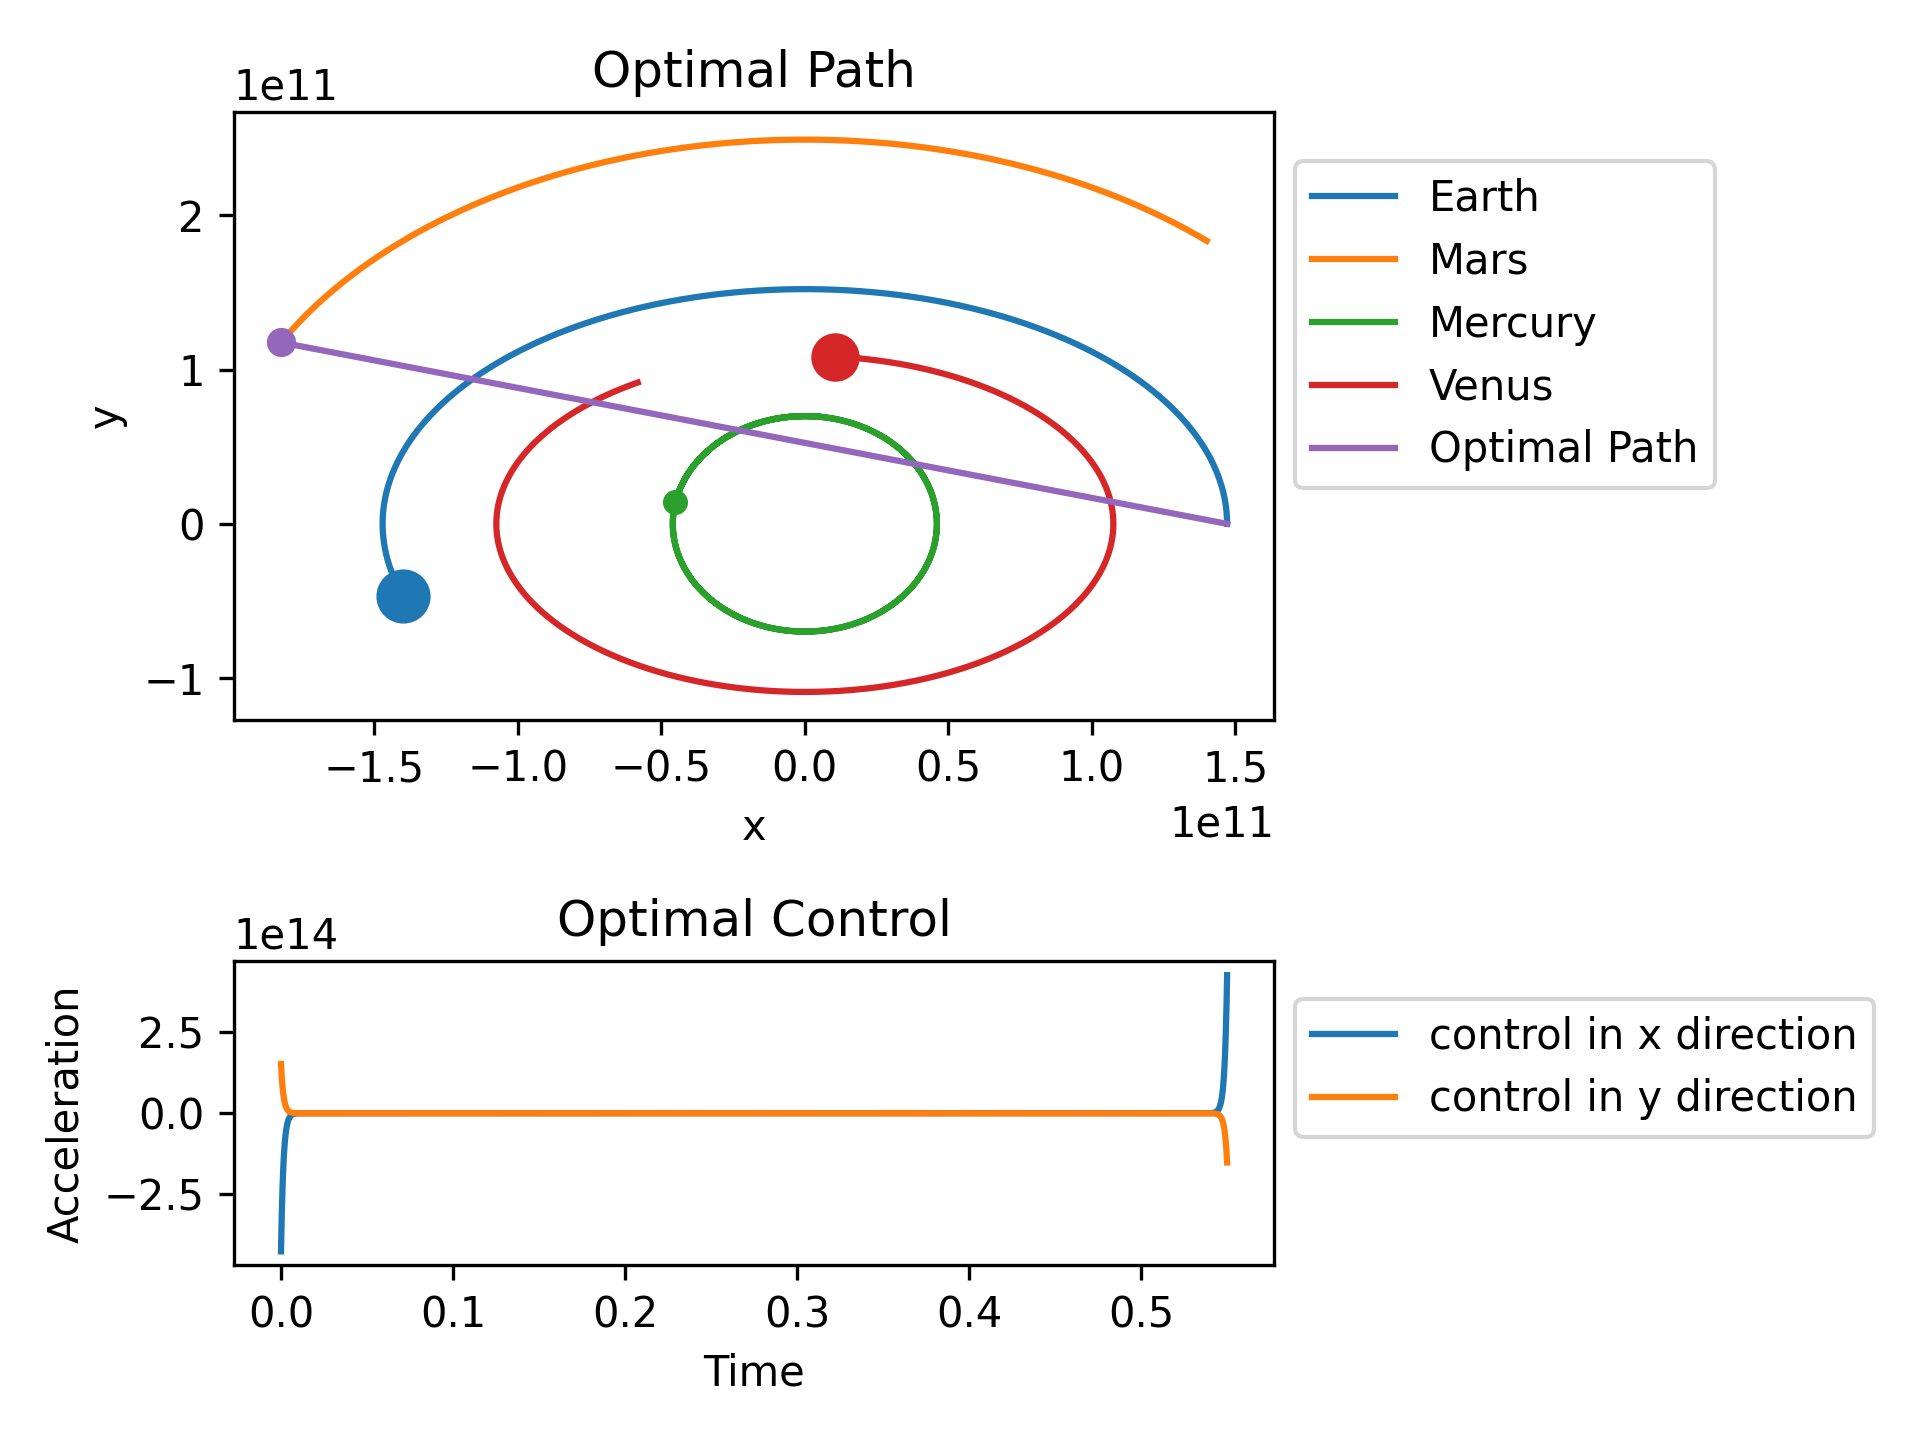 Optimal Path
1e11
2
1
0
−1
y
−1.5 −1.0 −0.5 0.0 0.5 1.0 1.5
x
1e11
Earth
Mars
Mercury
Venus
Optimal Path
Optimal Control
1e14
2.5
0.0
−2.5
Acceleration
0.0 0.1 0.2 0.3 0.4 0.5
Time
control in x direction
control in y direction